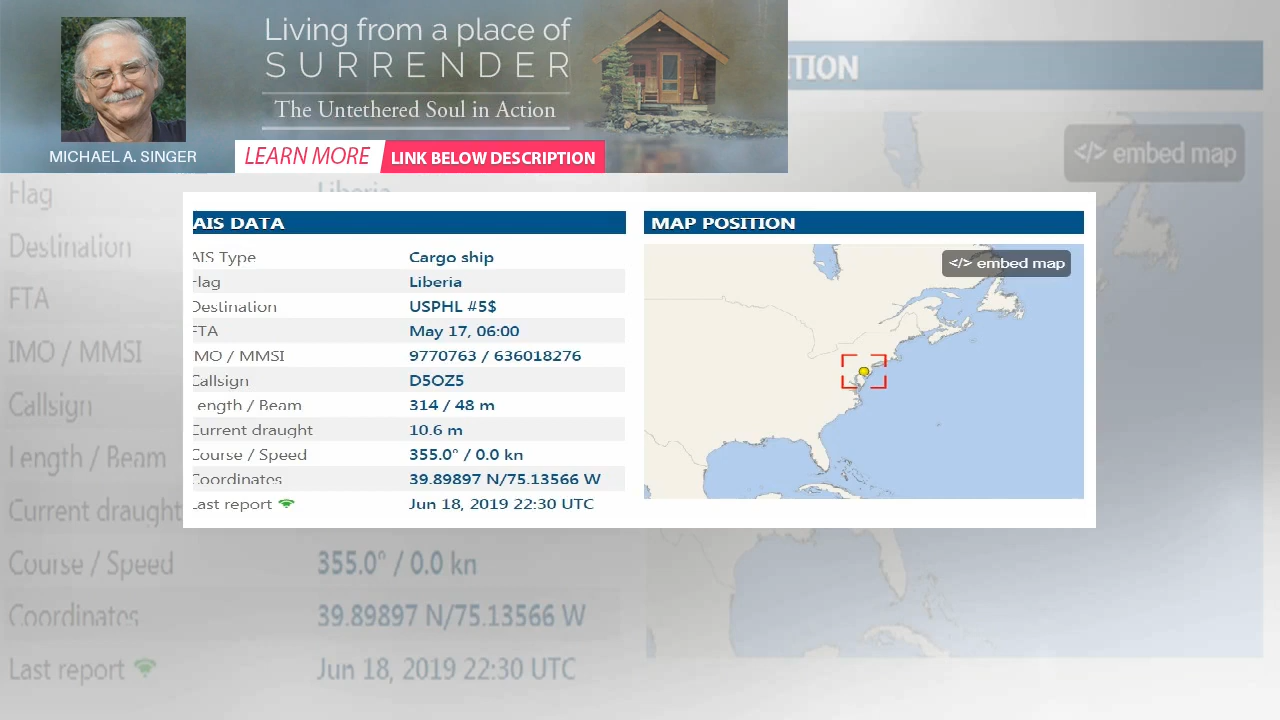 Living from a place of
SURRENDER
The Untethered Soul in Action
MICHAEL A. SINGER
LEARN MORE
LINK BELOW DESCRIPTION
ITION
</> embed map
Flag
Liberia
Destination
AIS DATA
AIS Type Cargo ship
Flag Liberia
Destination USPHL #5$
ETA May 17, 06:00
IMO / MMSI 9770763 / 636018276
Callsign D5OZ5
Length / Beam 314 / 48 m
Current draught 10.6 m
Course / Speed 355.0° / 0.0 kn
Coordinates 39.89897 N/75.13566 W
Last report Jun 18, 2019 22:30 UTC
MAP POSITION
</> embed map
ETA
IMO / MMSI
Callsign
Length / Beam
Current draught
Course / Speed 355.0° / 0.0 kn
Coordinates 39.89897 N/75.13566 W
Last report Jun 18, 2019 22:30 UTC